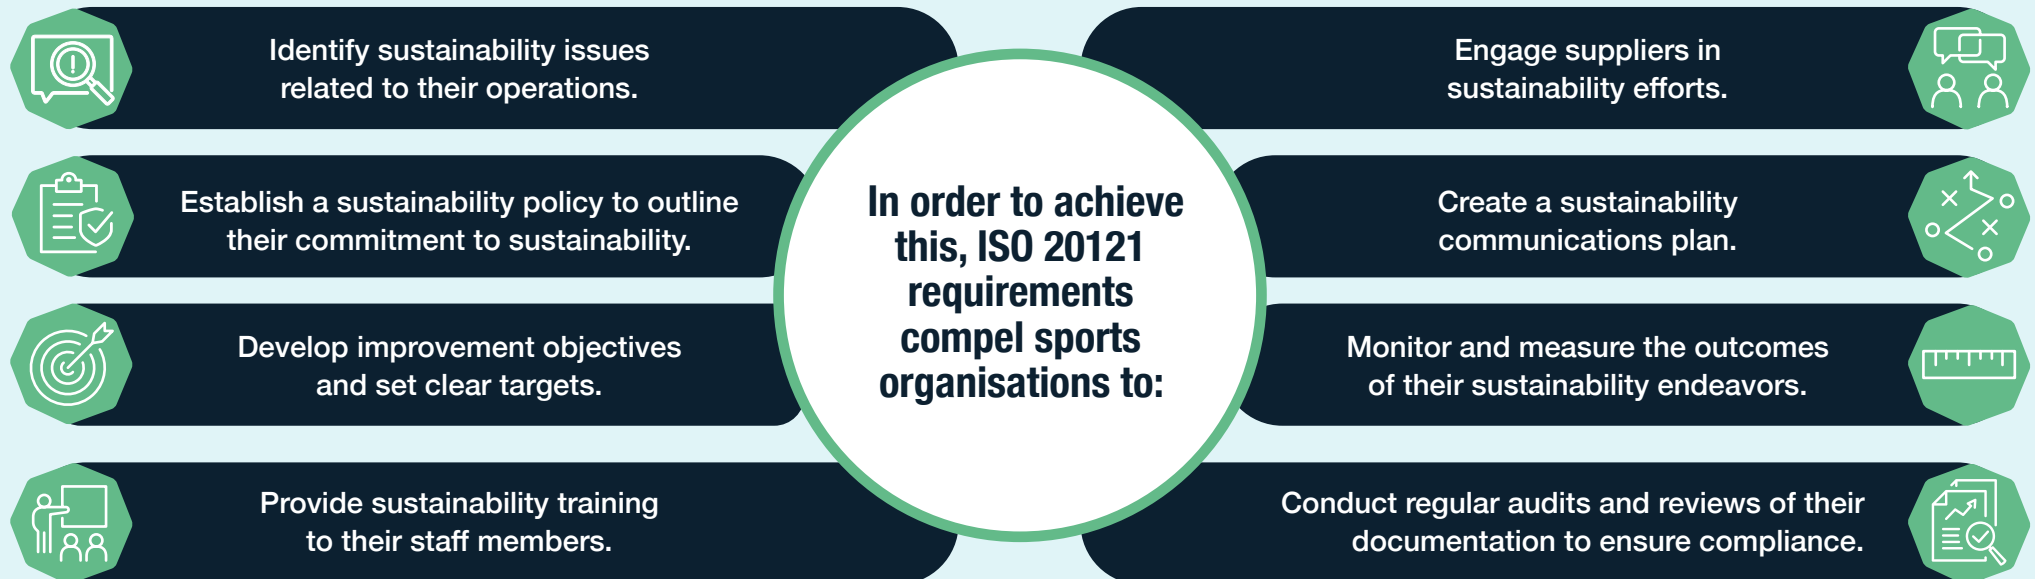 Identify sustainability issues
related to their operations.
Establish a sustainability policy to outline
their commitment to sustainability.
Develop improvement objectives
and set clear targets.
Provide sustainability training
to their staff members.
In order to achieve
this, ISO 20121
requirements
compel sports
organisations to:
Engage suppliers in
sustainability efforts.
Create a sustainability
communications plan.
Monitor and measure the outcomes
of their sustainability endeavors.
Conduct regular audits and reviews of their
documentation to ensure compliance.